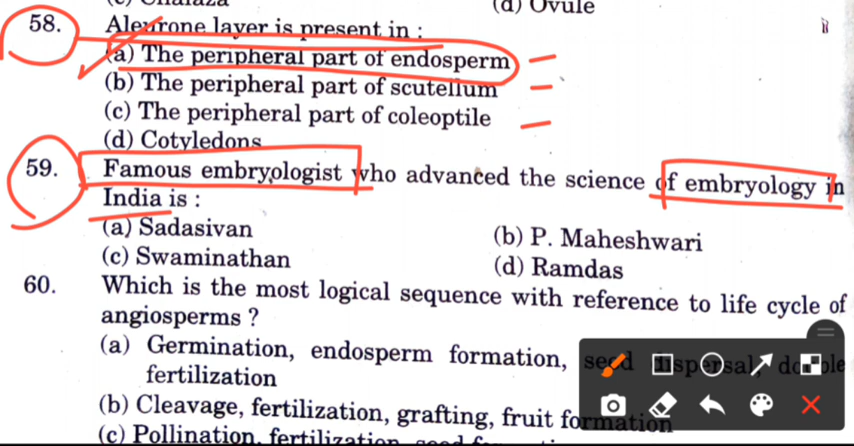 (d) Ovule
58. Aleurone layer is present in :
(a) The peripheral part of endosperm
(b) The peripheral part of scutellum
(c) The peripheral part of coleoptile
(d) Cotyledons
59. Famous embryologist who advanced the science of embryology in
India is :
(a) Sadasivan (b) P. Maheshwari
(c) Swaminathan (d) Ramdas
60. Which is the most logical sequence with reference to life cycle of
angiosperms ?
(a) Germination, endosperm formation, seed dispersal, double
fertilization
(b) Cleavage, fertilization, grafting, fruit formation
(c) Pollination, fertilization